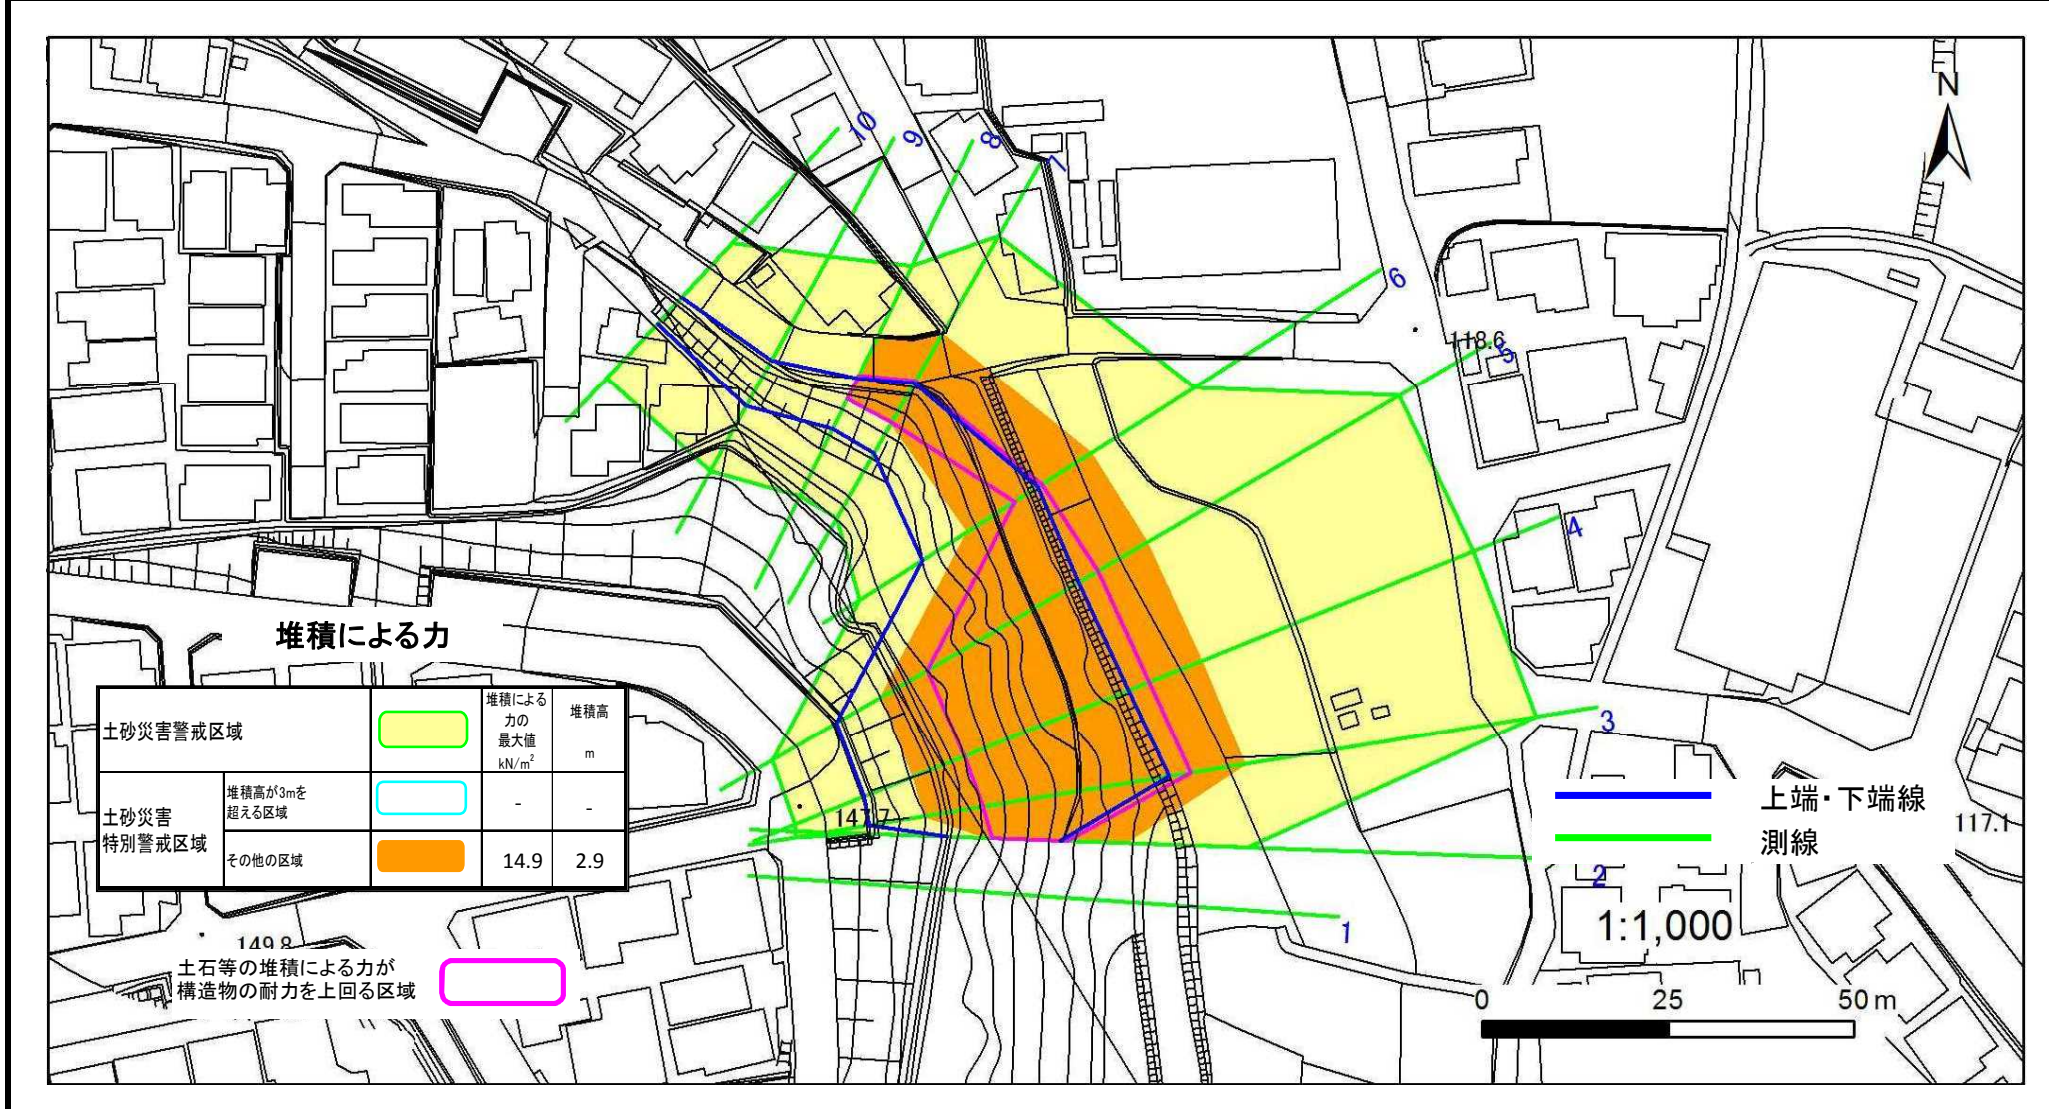 N
10
9
8
7
6
118.6
5
4
3
堆積による力
土砂災害警戒区域
堆積による
力の
最大値
kN/m²
堆積高
m
土砂災害
特別警戒区域
堆積高が3mを
超える区域
-
-
その他の区域
14.9
2.9
147.7
上端・下端線
測線
117.1
2
1
1:1,000
149.8
土石等の堆積による力が
構造物の耐力を上回る区域
0
25
50m